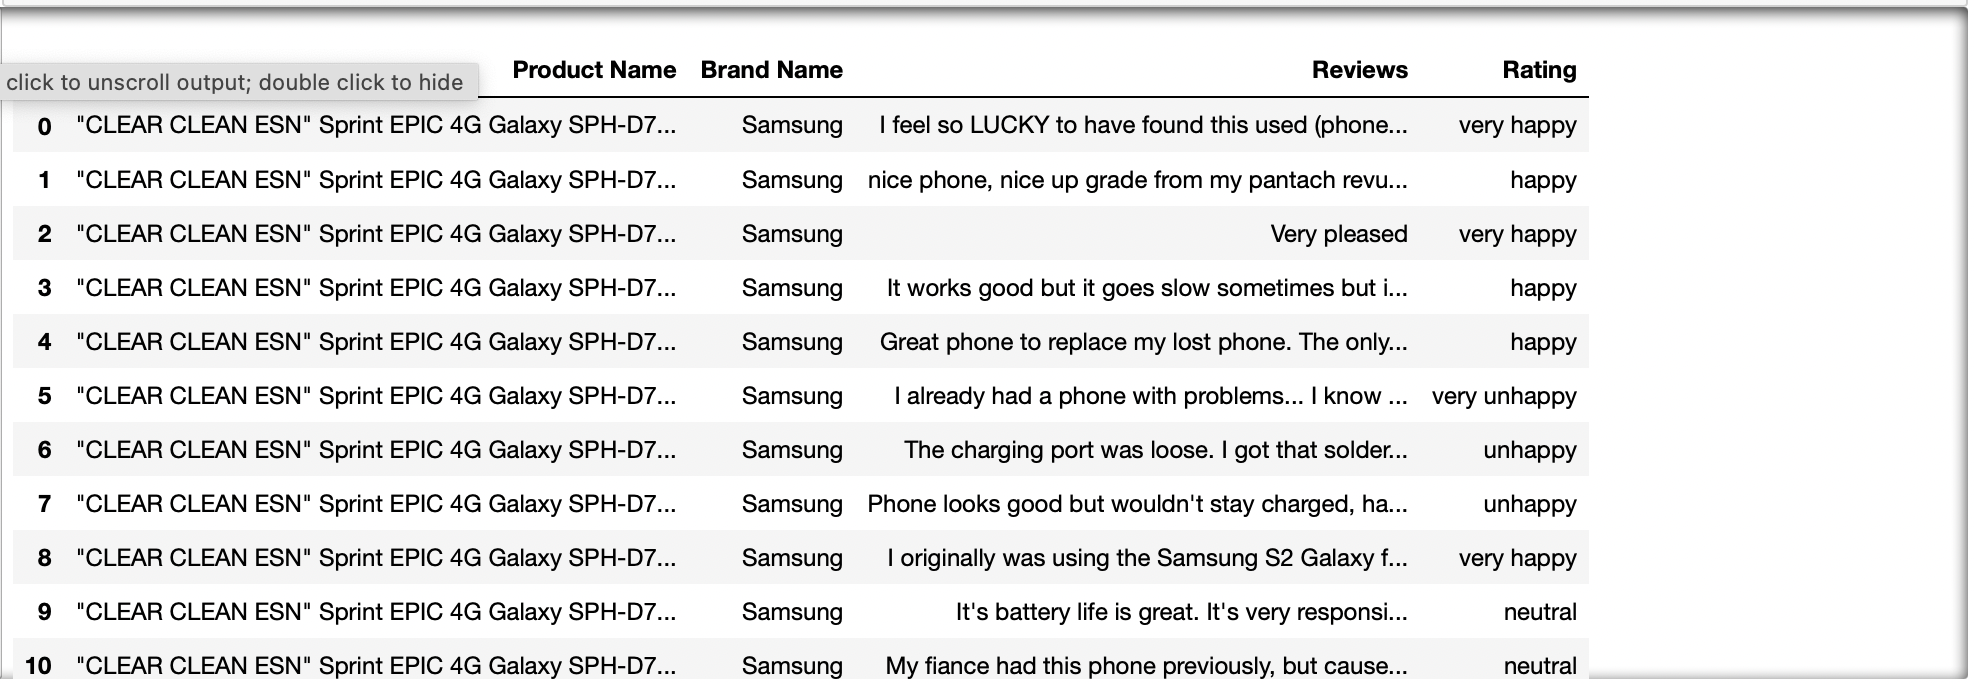 Product Name Brand Name Reviews Rating
click to unscroll output; double click to hide
0 "CLEAR CLEAN ESN" Sprint EPIC 4G Galaxy SPH-D7... Samsung I feel so LUCKY to have found this used (phone... very happy
1 "CLEAR CLEAN ESN" Sprint EPIC 4G Galaxy SPH-D7... Samsung nice phone, nice up grade from my pantach revu... happy
2 "CLEAR CLEAN ESN" Sprint EPIC 4G Galaxy SPH-D7... Samsung Very pleased very happy
3 "CLEAR CLEAN ESN" Sprint EPIC 4G Galaxy SPH-D7... Samsung It works good but it goes slow sometimes but i... happy
4 "CLEAR CLEAN ESN" Sprint EPIC 4G Galaxy SPH-D7... Samsung Great phone to replace my lost phone. The only... happy
5 "CLEAR CLEAN ESN" Sprint EPIC 4G Galaxy SPH-D7... Samsung I already had a phone with problems... I know ... very unhappy
6 "CLEAR CLEAN ESN" Sprint EPIC 4G Galaxy SPH-D7... Samsung The charging port was loose. I got that solder... unhappy
7 "CLEAR CLEAN ESN" Sprint EPIC 4G Galaxy SPH-D7... Samsung Phone looks good but wouldn't stay charged, ha... unhappy
8 "CLEAR CLEAN ESN" Sprint EPIC 4G Galaxy SPH-D7... Samsung I originally was using the Samsung S2 Galaxy f... very happy
9 "CLEAR CLEAN ESN" Sprint EPIC 4G Galaxy SPH-D7... Samsung It's battery life is great. It's very responsi... neutral
10 "CLEAR CLEAN ESN" Sprint EPIC 4G Galaxy SPH-D7... Samsung My fiance had this phone previously, but cause... neutral